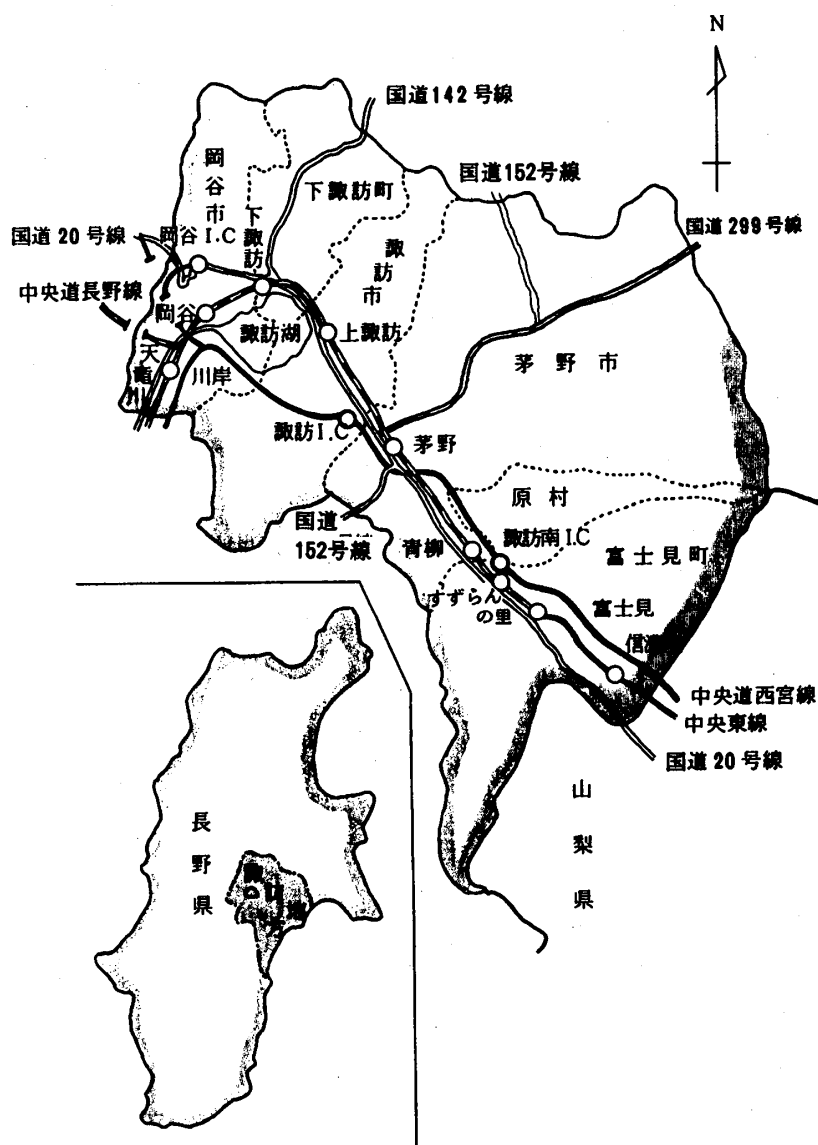 N
国道142号線
国道152号線
岡谷市
下諏訪町
国道299号線
国道20号線
岡谷I.C
下諏訪
諏訪市
中央道長野線
岡谷
諏訪湖
上諏訪
茅野市
天竜川
川岸
諏訪I.C
茅野
原村
国道
152号線
青柳
諏訪南I.C
富士見町
すずらん
の里
富士見
中央道西宮線
中央東線
国道20号線
山梨県
長野県